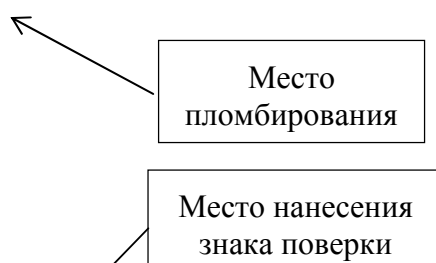 Место
пломбирования
Место нанесения
знака поверки